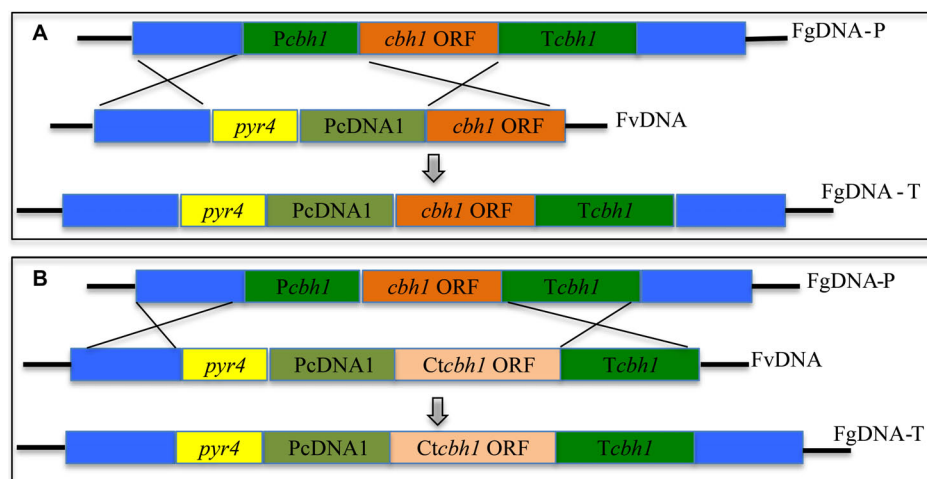 A
Pcbh1 cbh1 ORF Tcbh1 FgDNA-P
pyr4 PcDNA1 cbh1 ORF FvDNA
pyr4 PcDNA1 cbh1 ORF Tcbh1 FgDNA - T
B
Pcbh1 cbh1 ORF Tcbh1 FgDNA-P
pyr4 PcDNA1 Ctcbh1 ORF Tcbh1 FvDNA
pyr4 PcDNA1 Ctcbh1 ORF Tcbh1 FgDNA-T